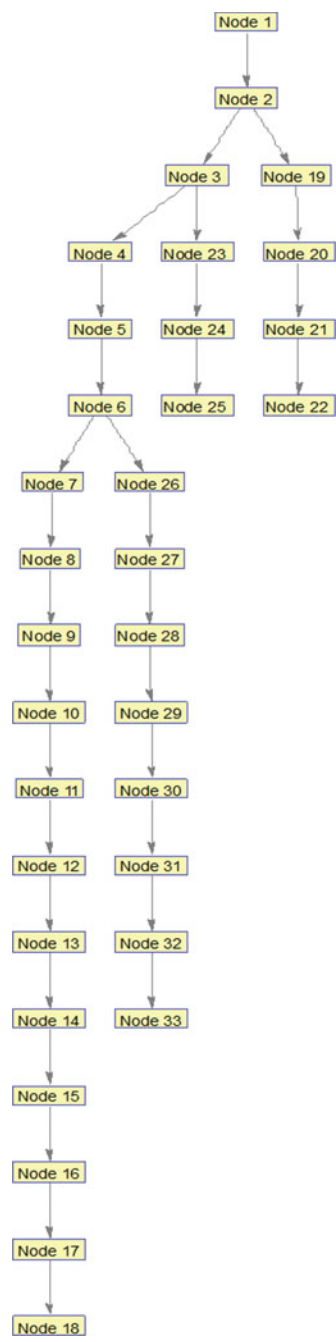 Node 1
Node 2
Node 3
Node 19
Node 4
Node 23
Node 20
Node 5
Node 24
Node 21
Node 6
Node 25
Node 22
Node 7
Node 26
Node 8
Node 27
Node 9
Node 28
Node 10
Node 29
Node 11
Node 30
Node 12
Node 31
Node 13
Node 32
Node 14
Node 33
Node 15
Node 16
Node 17
Node 18